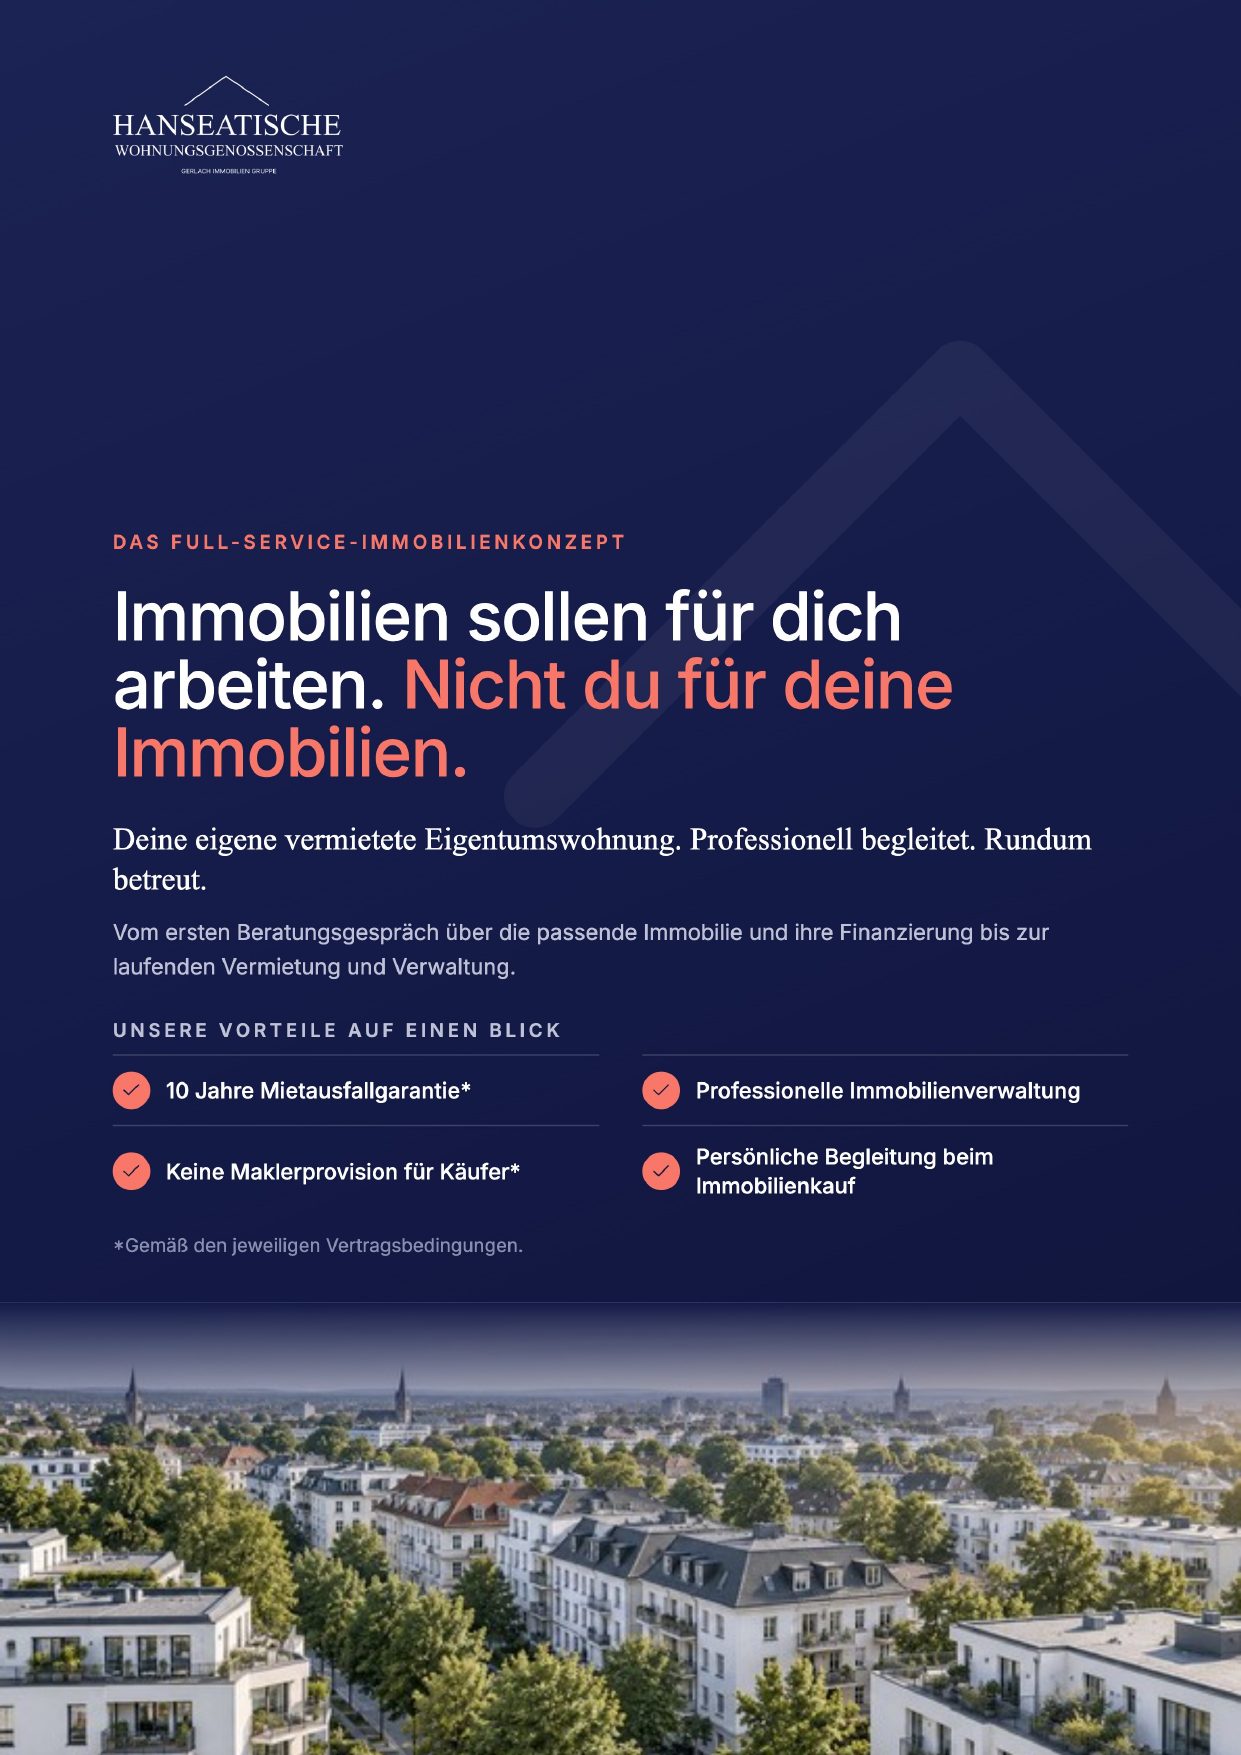 HANSEATISCHE
WOHNUNGSGENOSSENSCHAFT
GERLACH IMMOBILIEN GRUPPE
DAS FULL-SERVICE-IMMOBILIENKONZEPT
Immobilien sollen für dich
arbeiten. Nicht du für deine
Immobilien.
Deine eigene vermietete Eigentumswohnung. Professionell begleitet. Rundum
betreut.
Vom ersten Beratungsgespräch über die passende Immobilie und ihre Finanzierung bis zur
laufenden Vermietung und Verwaltung.
UNSERE VORTEILE AUF EINEN BLICK
10 Jahre Mietausfallgarantie*
Professionelle Immobilienverwaltung
Keine Maklerprovision für Käufer*
Persönliche Begleitung beim
Immobilienkauf
*Gemäß den jeweiligen Vertragsbedingungen.